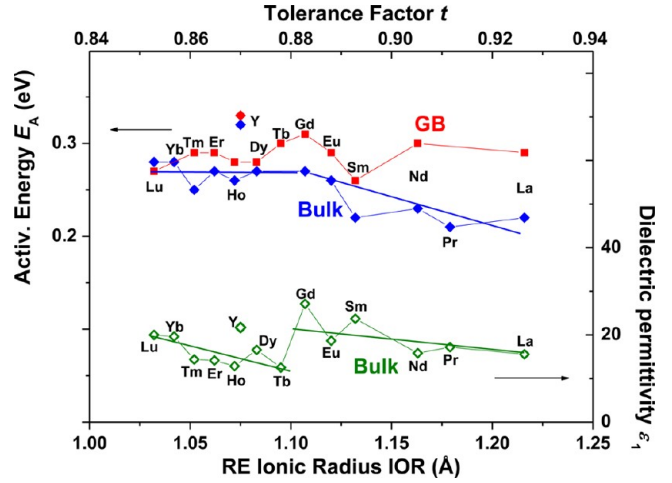 Tolerance Factor t
0.84 0.86 0.88 0.90 0.92 0.94
Activ. Energy E_A (eV)
0.3
0.2
Y
GB
Lu
Yb
Tm
Er
Ho
Dy
Tb
Gd
Eu
Sm
Nd
Pr
La
Bulk
Lu
Yb
Tm
Er
Y
Ho
Dy
Tb
Gd
Eu
Sm
Nd
Pr
La
Bulk
40
20
0
Dielectric permittivity ε_1
1.00 1.05 1.10 1.15 1.20 1.25
RE Ionic Radius IOR (Å)